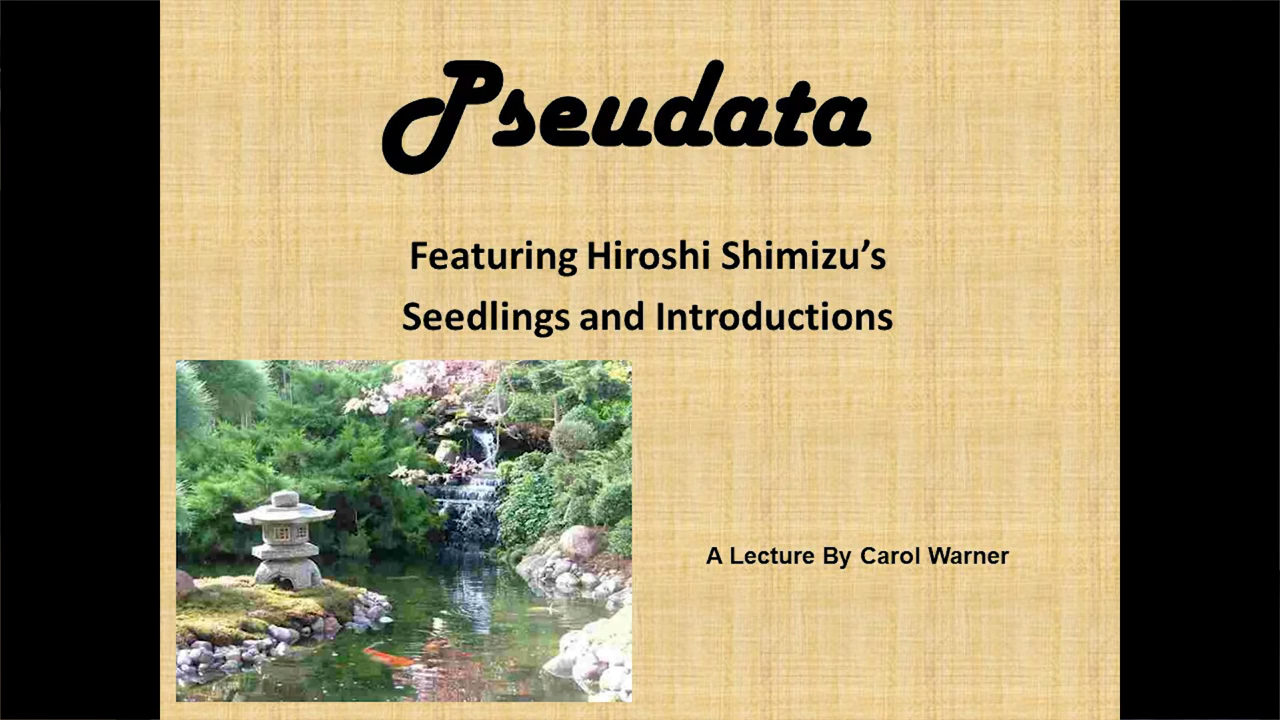 Pseudata
Featuring Hiroshi Shimizu’s
Seedlings and Introductions
A Lecture By Carol Warner